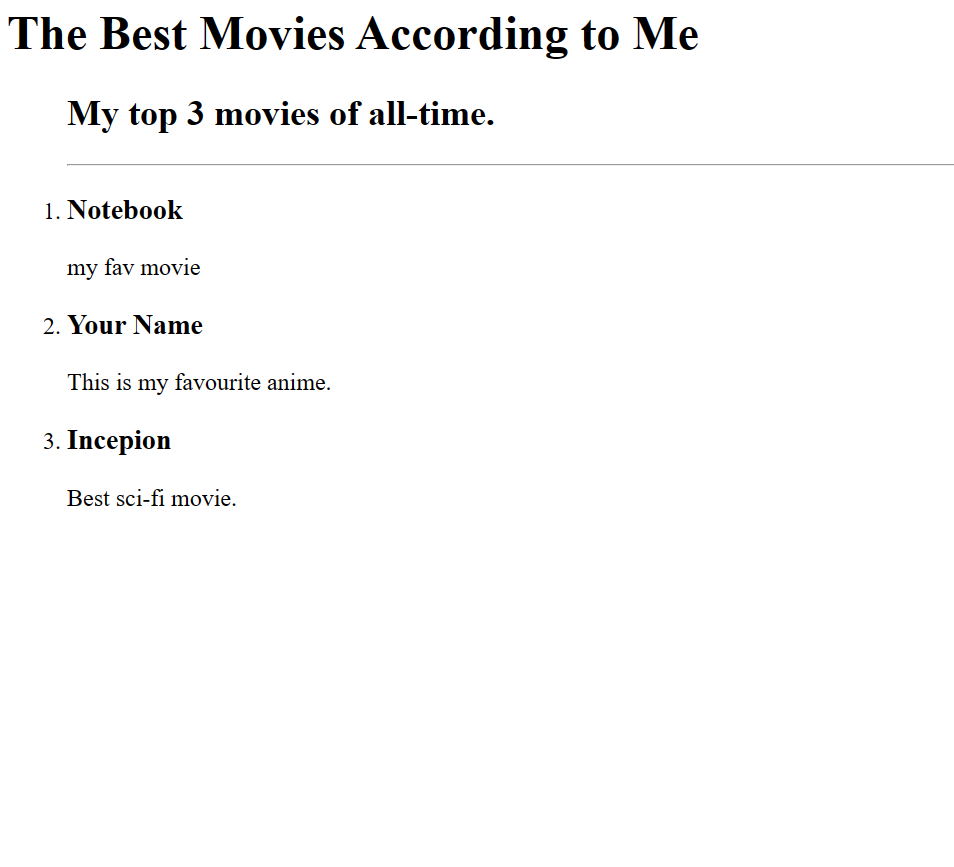 The Best Movies According to Me
My top 3 movies of all-time.
1. Notebook
my fav movie
2. Your Name
This is my favourite anime.
3. Incepion
Best sci-fi movie.